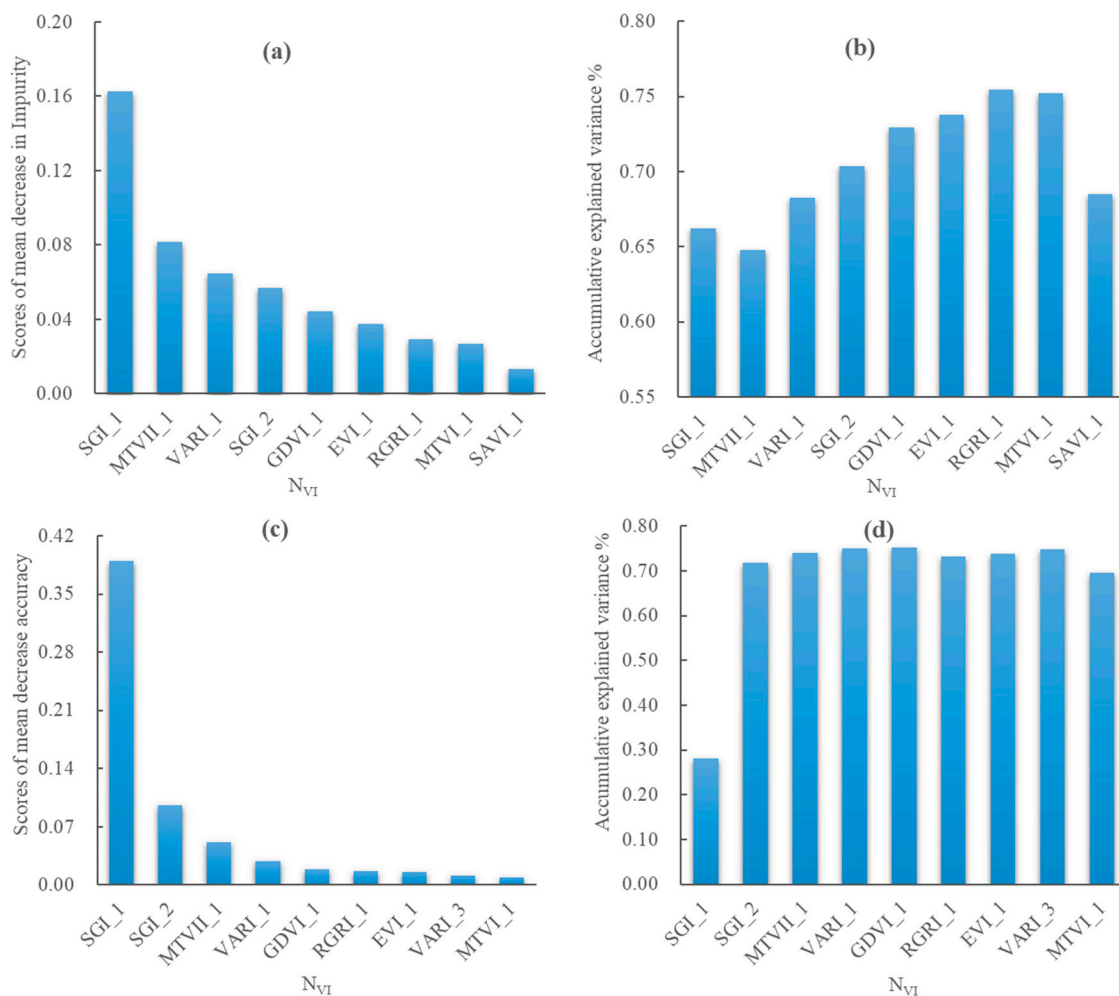 (a)
Scores of mean decrease in Impurity
0.20
0.16
0.12
0.08
0.04
0.00
SGI_1
MTVII_1
VARI_1
SGI_2
GDVI_1
EVI_1
RGRI_1
MTVI_1
SAVI_1
NVI
(b)
Accumulative explained variance %
0.80
0.75
0.70
0.65
0.60
0.55
SGI_1
MTVII_1
VARI_1
SGI_2
GDVI_1
EVI_1
RGRI_1
MTVI_1
SAVI_1
NVI
(c)
Scores of mean decrease accuracy
0.42
0.35
0.28
0.21
0.14
0.07
0.00
SGI_1
SGI_2
MTVII_1
VARI_1
GDVI_1
RGRI_1
EVI_1
VARI_3
MTVI_1
NVI
(d)
Accumulative explained variance %
0.80
0.70
0.60
0.50
0.40
0.30
0.20
0.10
0.00
SGI_1
SGI_2
MTVII_1
VARI_1
GDVI_1
RGRI_1
EVI_1
VARI_3
MTVI_1
NVI